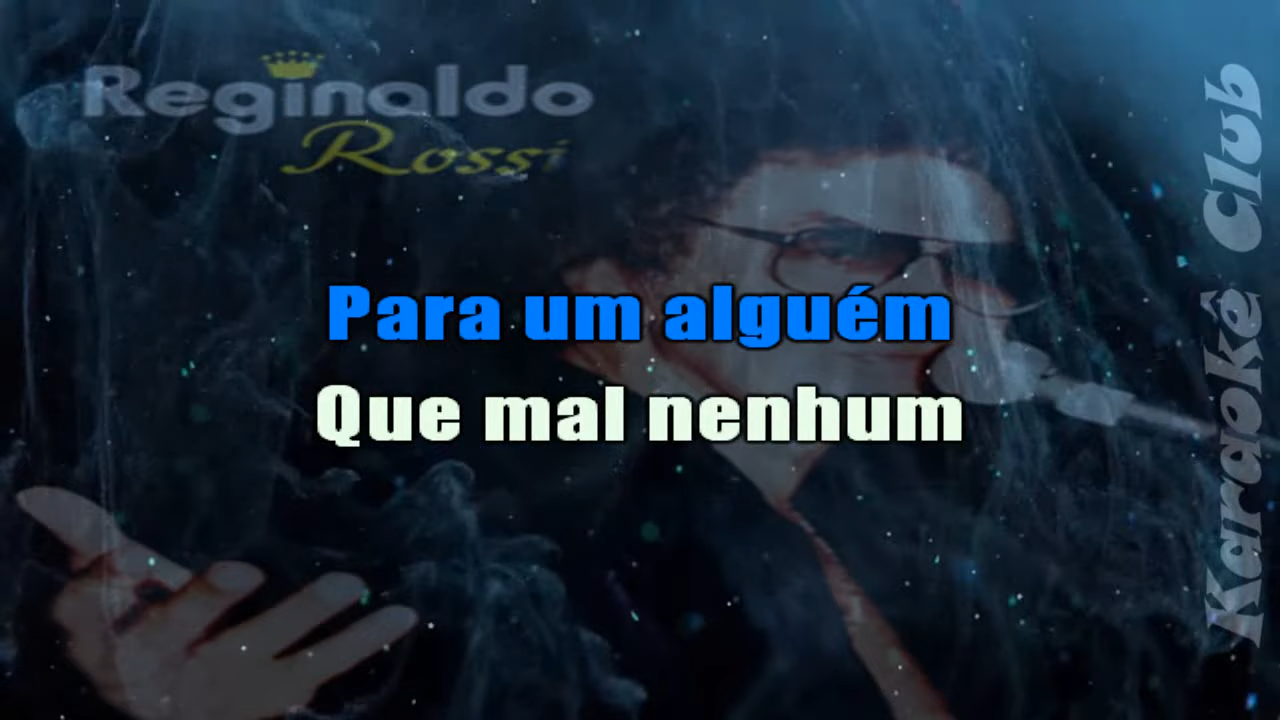 Reginaldo
Rossi
Para um alguém
Que mal nenhum
Karaokê Club